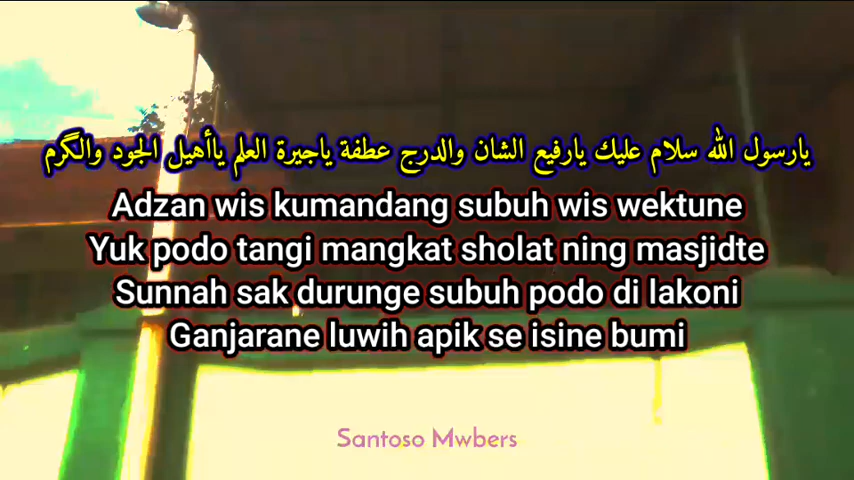 يارسول الله سلام عليك يارفيع الشان والدرج عطفة ياجيرة العلم ياأهيل الجود والكرم
Adzan wis kumandang subuh wis wektune
Yuk podo tangi mangkat sholat ning masjidte
Sunnah sak durunge subuh podo di lakoni
Ganjarane luwih apik se isine bumi
Santoso Mwbers